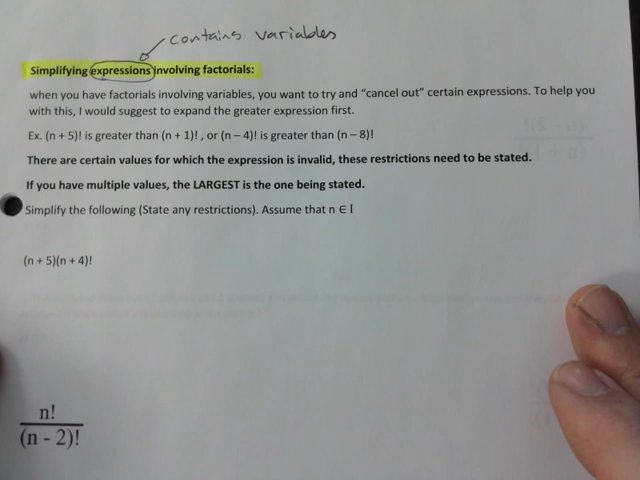 contains variables
Simplifying expressions involving factorials:
when you have factorials involving variables, you want to try and “cancel out” certain expressions. To help you
with this, I would suggest to expand the greater expression first.
Ex. (n + 5)! is greater than (n + 1)! , or (n – 4)! is greater than (n – 8)!
There are certain values for which the expression is invalid, these restrictions need to be stated.
If you have multiple values, the LARGEST is the one being stated.
Simplify the following (State any restrictions). Assume that n ∈ I
(n + 5)(n + 4)!
n!
(n - 2)!